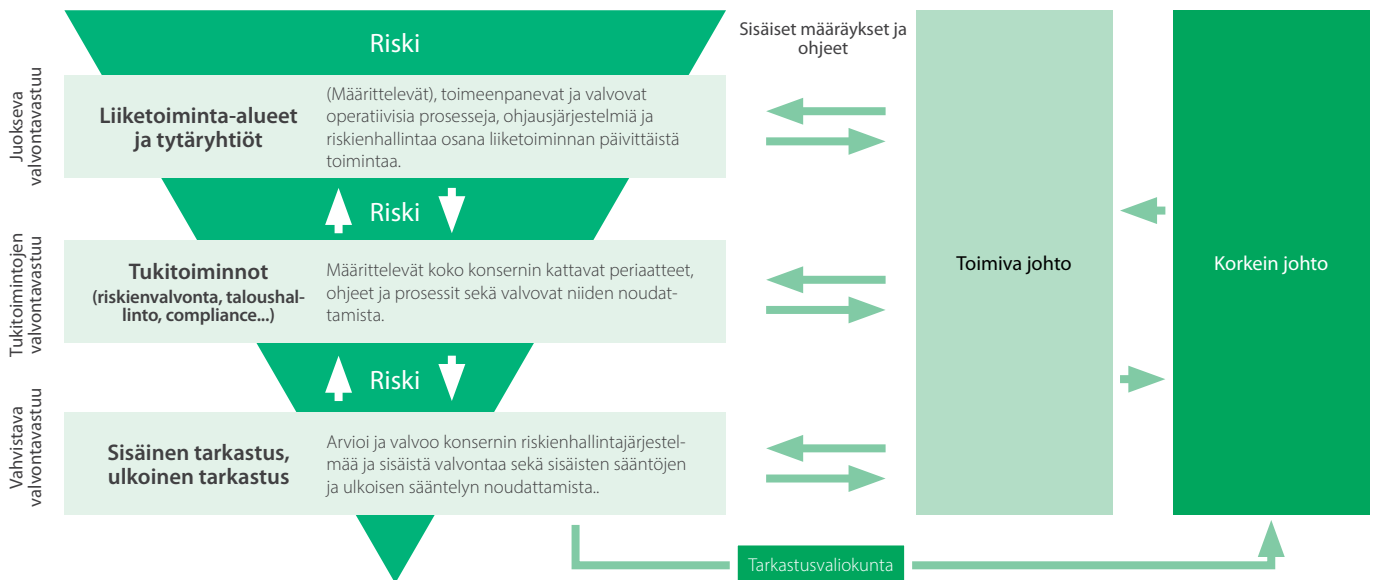 Riski
Sisäiset määräykset ja
ohjeet
Juokseva
valvontavastuu
Liiketoiminta-alueet
ja tytäryhtiöt
(Määrittelevät), toimeenpanevat ja valvovat
operatiivisia prosesseja, ohjausjärjestelmiä ja
riskienhallintaa osana liiketoiminnan päivittäistä
toimintaa.
Riski
Tukitoimintojen
valvontavastuu
Tukitoiminnot
(riskienvalvonta, taloushal-
linto, compliance...)
Määrittelevät koko konsernin kattavat periaatteet,
ohjeet ja prosessit sekä valvovat niiden noudat-
tamista.
Toimiva johto
Korkein johto
Riski
Vahvistava
valvontavastuu
Sisäinen tarkastus,
ulkoinen tarkastus
Arvioi ja valvoo konsernin riskienhallintajärjestel-
mää ja sisäistä valvontaa sekä sisäisten sääntöjen
ja ulkoisen sääntelyn noudattamista..
Tarkastusvaliokunta